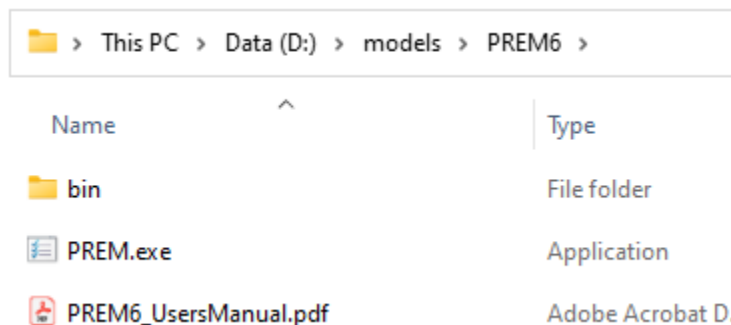 This PC > Data (D:) > models > PREM6 >
Name Type
bin File folder
PREM.exe Application
PREM6_UsersManual.pdf Adobe Acrobat D.